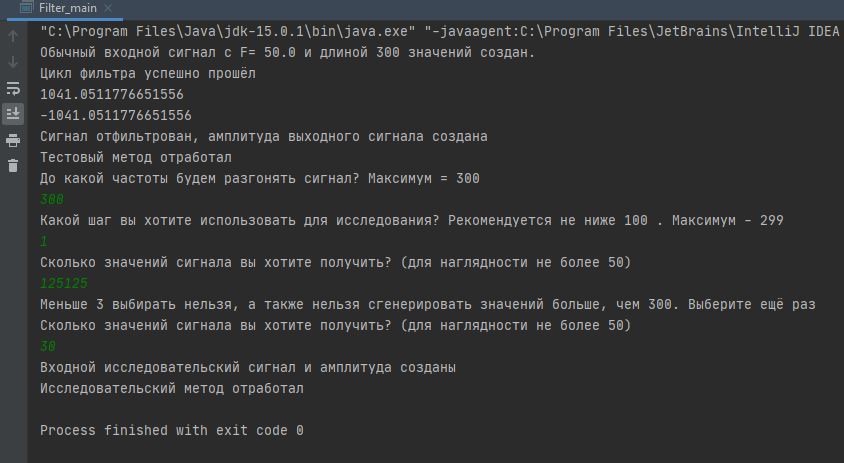 Filter_main
"C:\Program Files\Java\jdk-15.0.1\bin\java.exe" "-javaagent:C:\Program Files\JetBrains\IntelliJ IDEA
Обычный входной сигнал с F= 50.0 и длиной 300 значений создан.
Цикл фильтра успешно прошёл
1041.0511776651556
-1041.0511776651556
Сигнал отфильтрован, амплитуда выходного сигнала создана
Тестовый метод отработал
До какой частоты будем разгонять сигнал? Максимум = 300
300
Какой шаг вы хотите использовать для исследования? Рекомендуется не ниже 100 . Максимум - 299
1
Сколько значений сигнала вы хотите получить? (для наглядности не более 50)
125125
Меньше 3 выбирать нельзя, а также нельзя сгенерировать значений больше, чем 300. Выберите ещё раз
Сколько значений сигнала вы хотите получить? (для наглядности не более 50)
30
Входной исследовательский сигнал и амплитуда созданы
Исследовательский метод отработал
Process finished with exit code 0